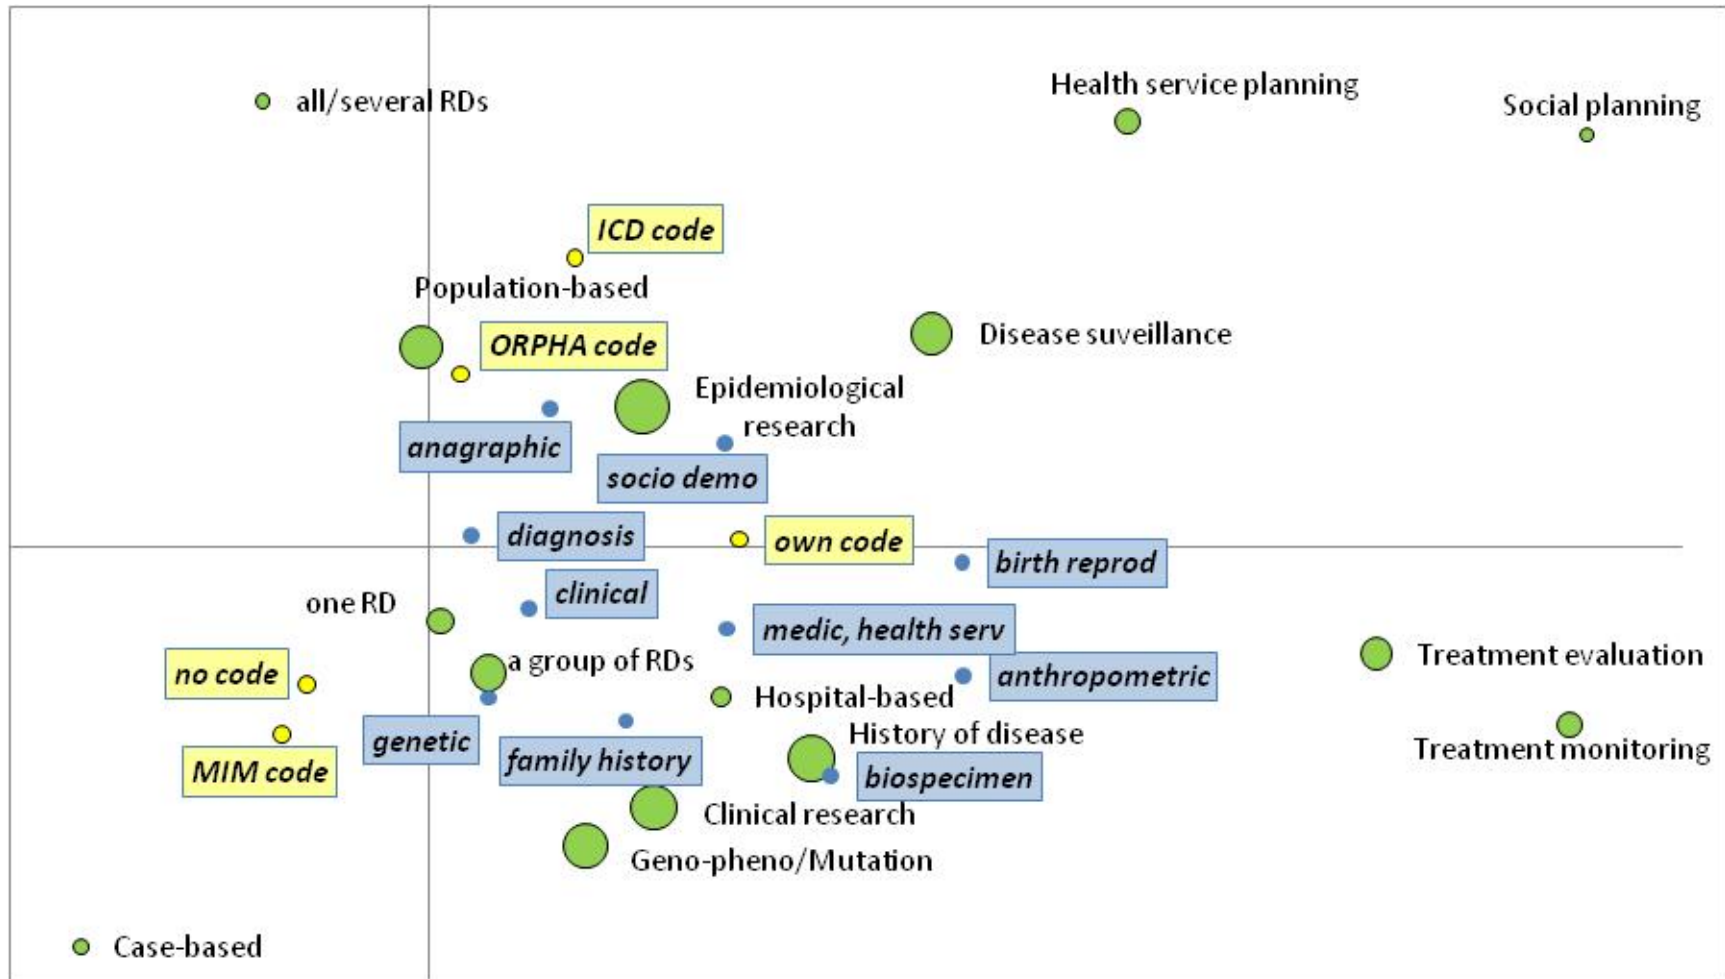 Health service planning
all/several RDs
Social planning
ICD code
Population-based
Disease suveillance
ORPHA code
Epidemiological
research
anagraphic
socio demo
diagnosis
own code
birth reprod
clinical
one RD
medic, health serv
a group of RDs
Treatment evaluation
no code
anthropometric
Hospital-based
History of disease
genetic
family history
Treatment monitoring
MIM code
biospecimen
Clinical research
Geno-pheno/Mutation
Case-based